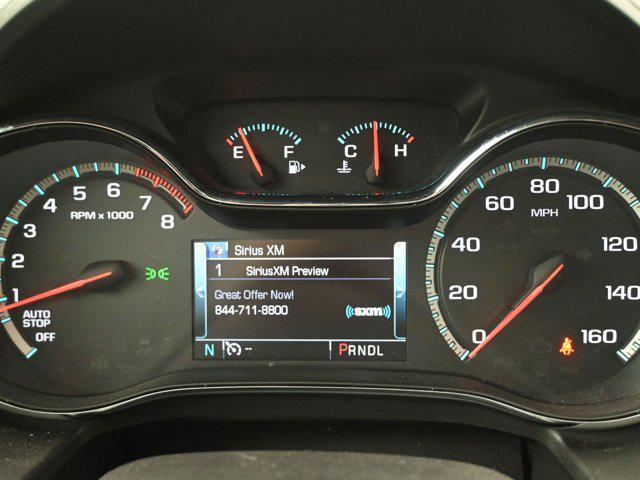 E F
C H
1 2 3 4 5 6 7 8
RPM x 1000
AUTO
STOP
OFF
Sirius XM
1 SiriusXM Preview
Great Offer Now!
844-711-8800
((sxm))
N -- PRNDL
0 20 40 60 80 100 120 140 160
MPH
km/h